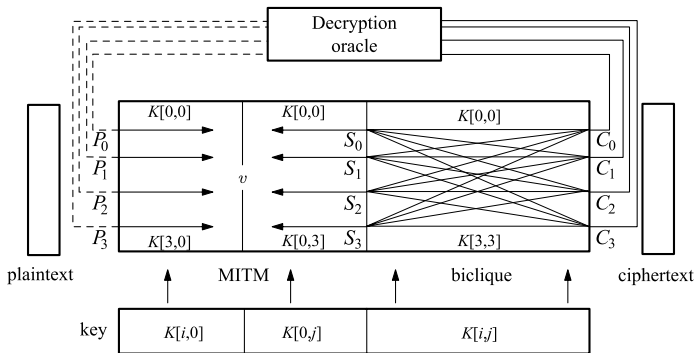 Decryption
oracle
K[0,0] K[0,0] K[0,0]
P0 S0 C0
P1 S1 C1
v
P2 S2 C2
P3 S3 C3
K[3,0] K[0,3] K[3,3]
plaintext MITM biclique ciphertext
key K[i,0] K[0,j] K[i,j]